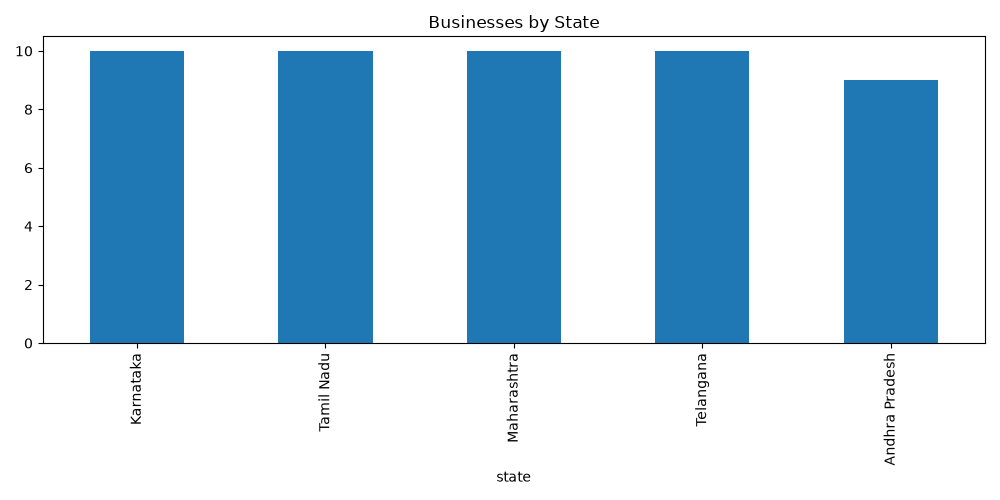 Businesses by State
10
8
6
4
2
0
Karnataka
Tamil Nadu
Maharashtra
Telangana
Andhra Pradesh
state